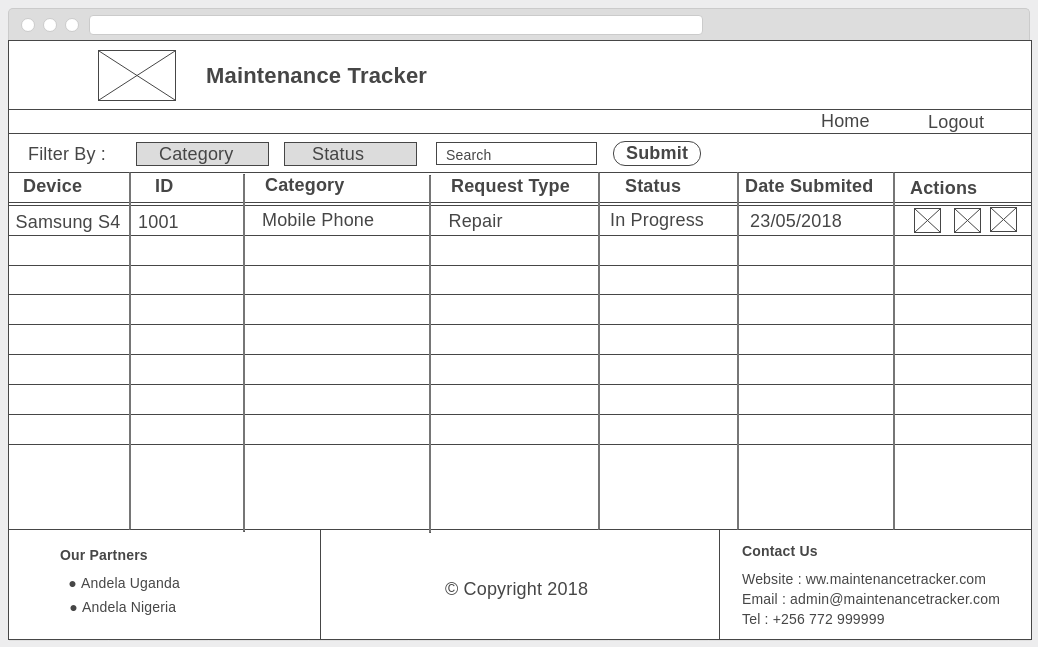 Maintenance Tracker
Home Logout
Filter By : Category Status Search Submit
Device ID Category Request Type Status Date Submited Actions
Samsung S4 1001 Mobile Phone Repair In Progress 23/05/2018
Our Partners
● Andela Uganda
● Andela Nigeria
© Copyright 2018
Contact Us
Website : ww.maintenancetracker.com
Email : admin@maintenancetracker.com
Tel : +256 772 999999